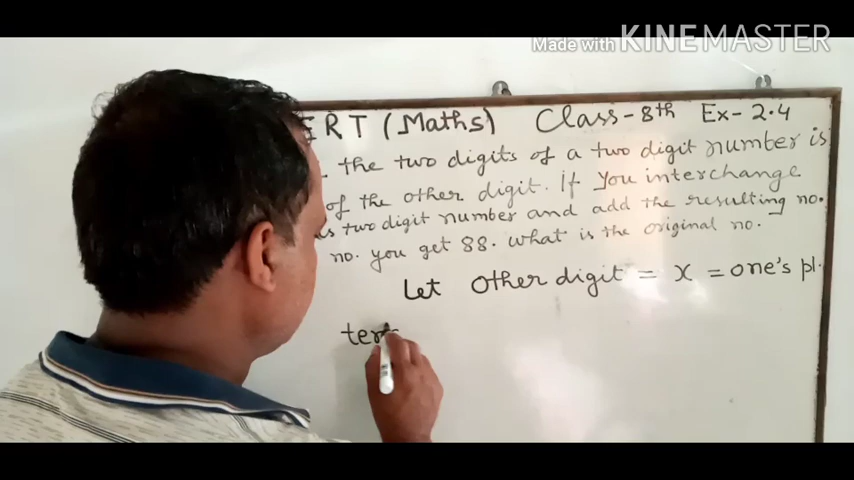 Made with KINEMASTER
ERT (Maths) Class-8th Ex-2.4
the two digits of a two digit number is
of the other digit. If you interchange
two digit number and add the resulting no.
no. you get 88. what is the original no.
Let Other digit = x = one's pl.